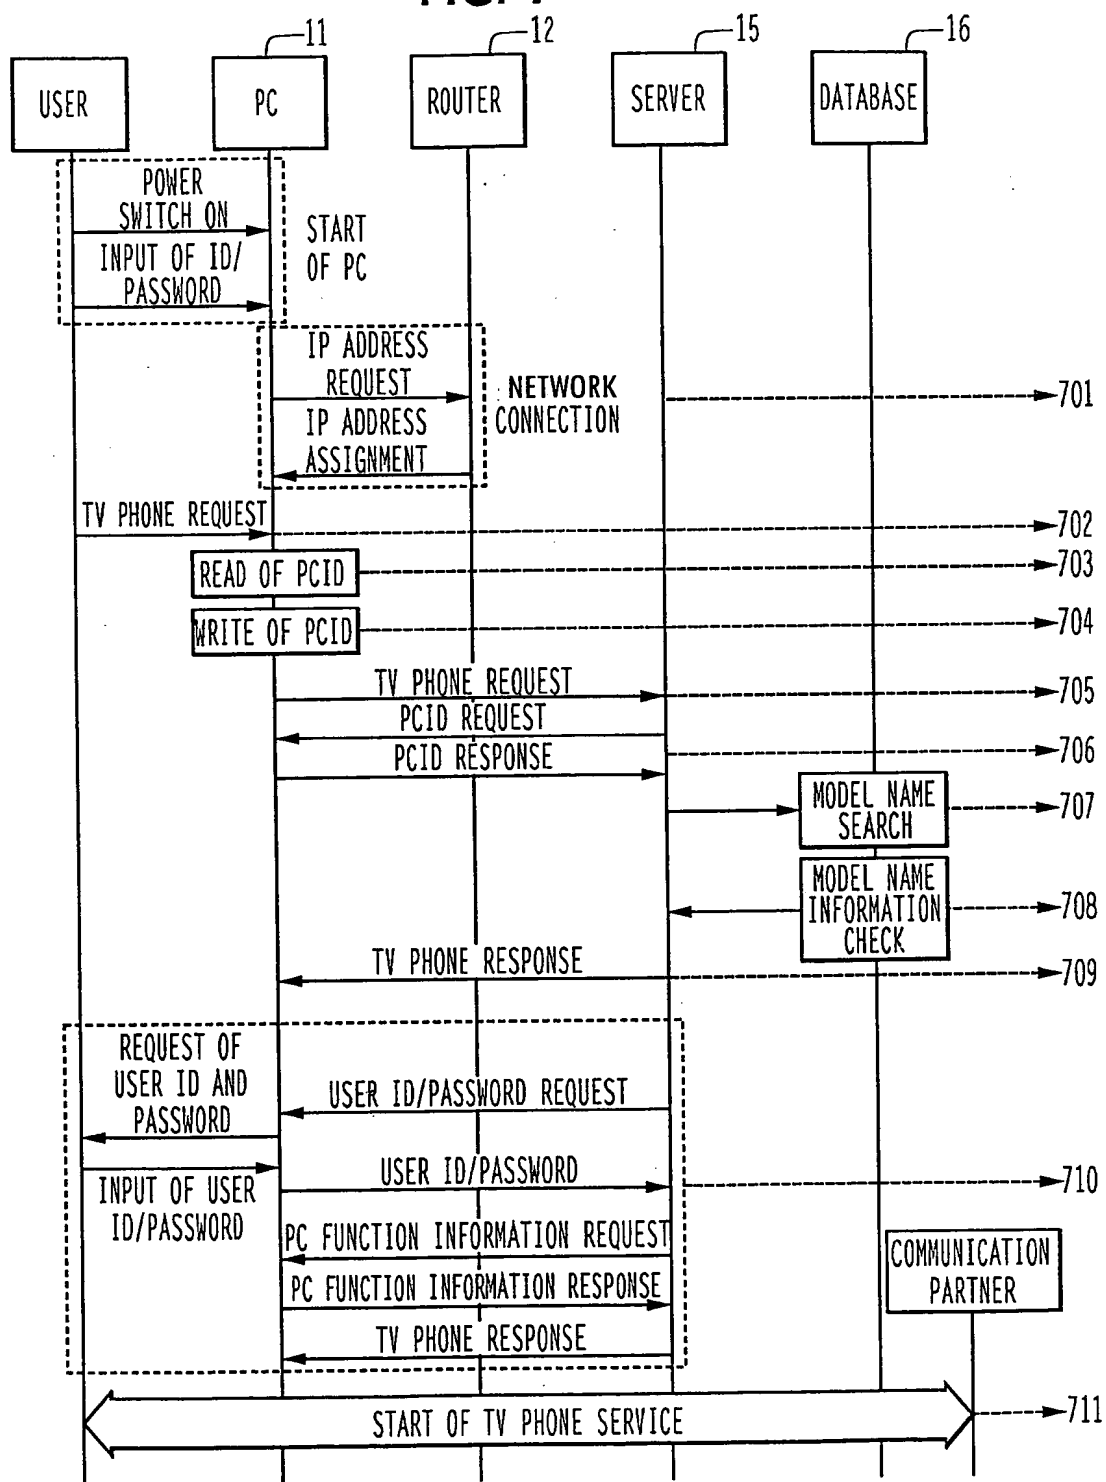 11
12
15
16
USER
PC
ROUTER
SERVER
DATABASE
POWER
SWITCH ON
INPUT OF ID/
PASSWORD
START
OF PC
IP ADDRESS
REQUEST
IP ADDRESS
ASSIGNMENT
NETWORK
CONNECTION
701
TV PHONE REQUEST
702
READ OF PCID
703
WRITE OF PCID
704
TV PHONE REQUEST
705
PCID REQUEST
PCID RESPONSE
706
MODEL NAME
SEARCH
707
MODEL NAME
INFORMATION
CHECK
708
TV PHONE RESPONSE
709
REQUEST OF
USER ID AND
PASSWORD
USER ID/PASSWORD REQUEST
INPUT OF USER
ID/PASSWORD
USER ID/PASSWORD
710
PC FUNCTION INFORMATION REQUEST
PC FUNCTION INFORMATION RESPONSE
TV PHONE RESPONSE
COMMUNICATION
PARTNER
START OF TV PHONE SERVICE
711